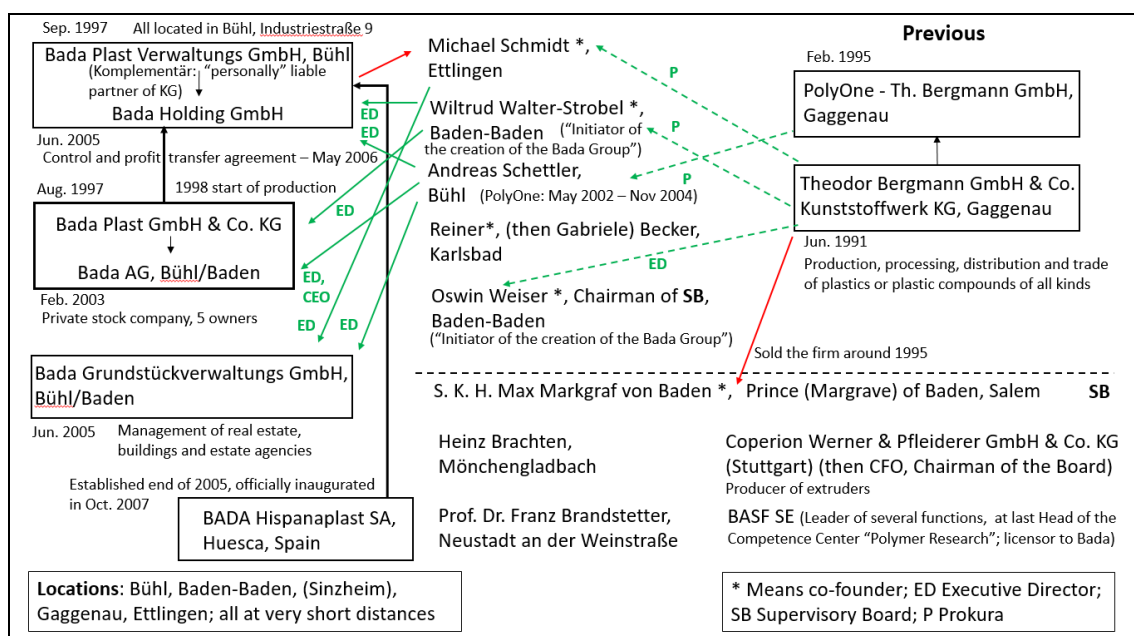 Sep. 1997 All located in Bühl, Industriestraße 9
Bada Plast Verwaltungs GmbH, Bühl
(Komplementär: “personally” liable
partner of KG)
Bada Holding GmbH
Jun. 2005
Control and profit transfer agreement – May 2006
Aug. 1997
1998 start of production
Bada Plast GmbH & Co. KG
Bada AG, Bühl/Baden
Feb. 2003
Private stock company, 5 owners
Bada Grundstückverwaltungs GmbH,
Bühl/Baden
Jun. 2005 Management of real estate,
buildings and estate agencies
Established end of 2005, officially inaugurated
in Oct. 2007
BADA Hispanaplast SA,
Huesca, Spain
Locations: Bühl, Baden-Baden, (Sinzheim),
Gaggenau, Ettlingen; all at very short distances
Michael Schmidt *,
Ettlingen
Wiltrud Walter-Strobel *,
Baden-Baden (“Initiator of
the creation of the Bada Group”)
Andreas Schettler,
Bühl (PolyOne: May 2002 – Nov 2004)
Reiner*, (then Gabriele) Becker,
Karlsbad
Oswin Weiser *, Chairman of SB,
Baden-Baden
(“Initiator of the creation of the Bada Group”)
ED
ED
ED
ED,
CEO
ED
ED
P
P
P
ED
Previous
Feb. 1995
PolyOne - Th. Bergmann GmbH,
Gaggenau
Theodor Bergmann GmbH & Co.
Kunststoffwerk KG, Gaggenau
Jun. 1991
Production, processing, distribution and trade
of plastics or plastic compounds of all kinds
Sold the firm around 1995
S. K. H. Max Markgraf von Baden *, Prince (Margrave) of Baden, Salem SB
Heinz Brachten,
Mönchengladbach
Coperion Werner & Pfleiderer GmbH & Co. KG
(Stuttgart) (then CFO, Chairman of the Board)
Producer of extruders
Prof. Dr. Franz Brandstetter,
Neustadt an der Weinstraße
BASF SE (Leader of several functions, at last Head of the
Competence Center “Polymer Research”; licensor to Bada)
* Means co-founder; ED Executive Director;
SB Supervisory Board; P Prokura